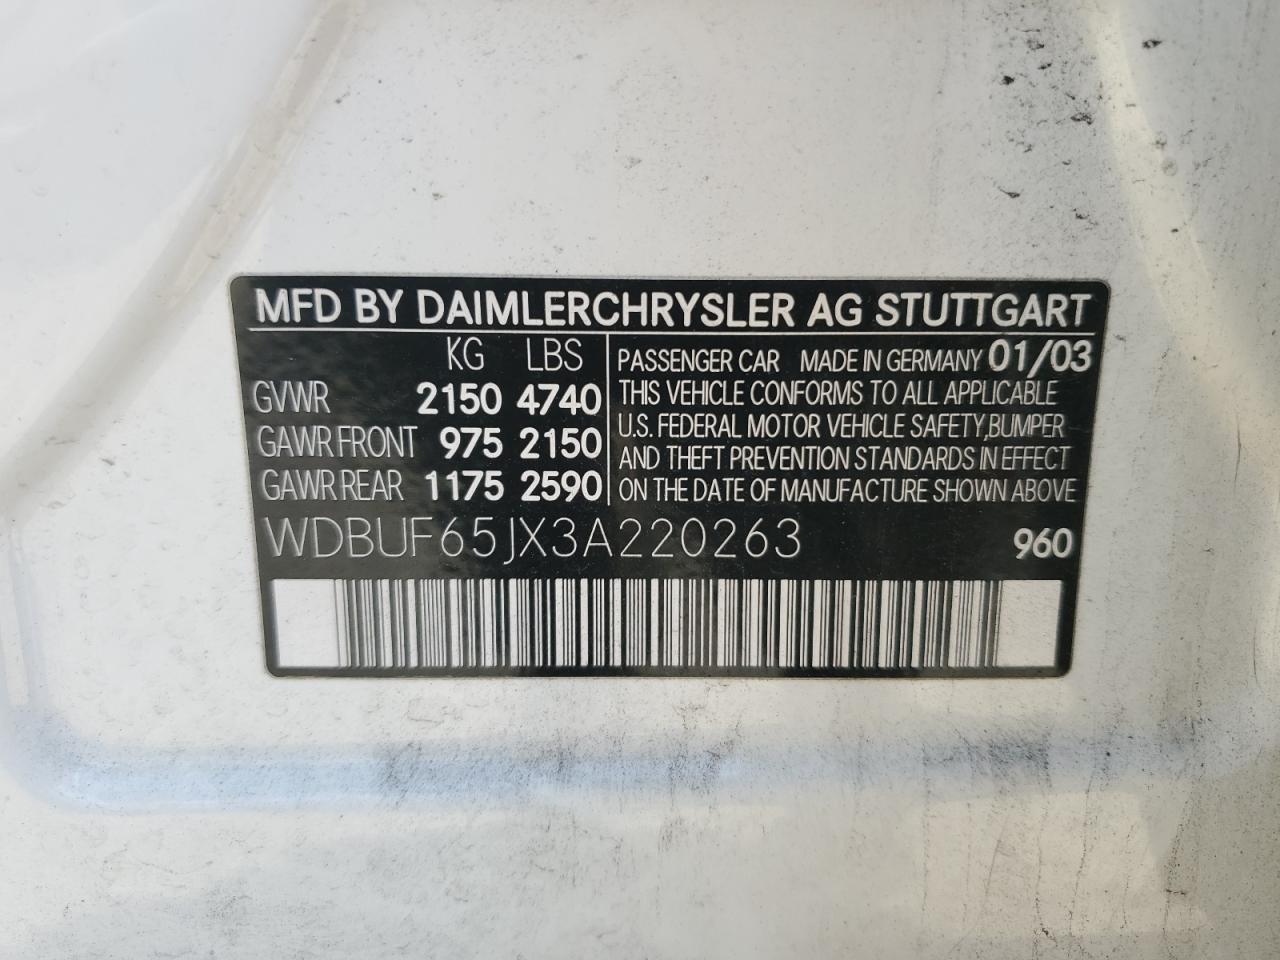 MFD BY DAIMLERCHRYSLER AG STUTTGART
KG LBS
GVWR 2150 4740
GAWR FRONT 975 2150
GAWR REAR 1175 2590
PASSENGER CAR MADE IN GERMANY 01/03
THIS VEHICLE CONFORMS TO ALL APPLICABLE
U.S. FEDERAL MOTOR VEHICLE SAFETY,BUMPER
AND THEFT PREVENTION STANDARDS IN EFFECT
ON THE DATE OF MANUFACTURE SHOWN ABOVE
WDBUF65JX3A220263 960